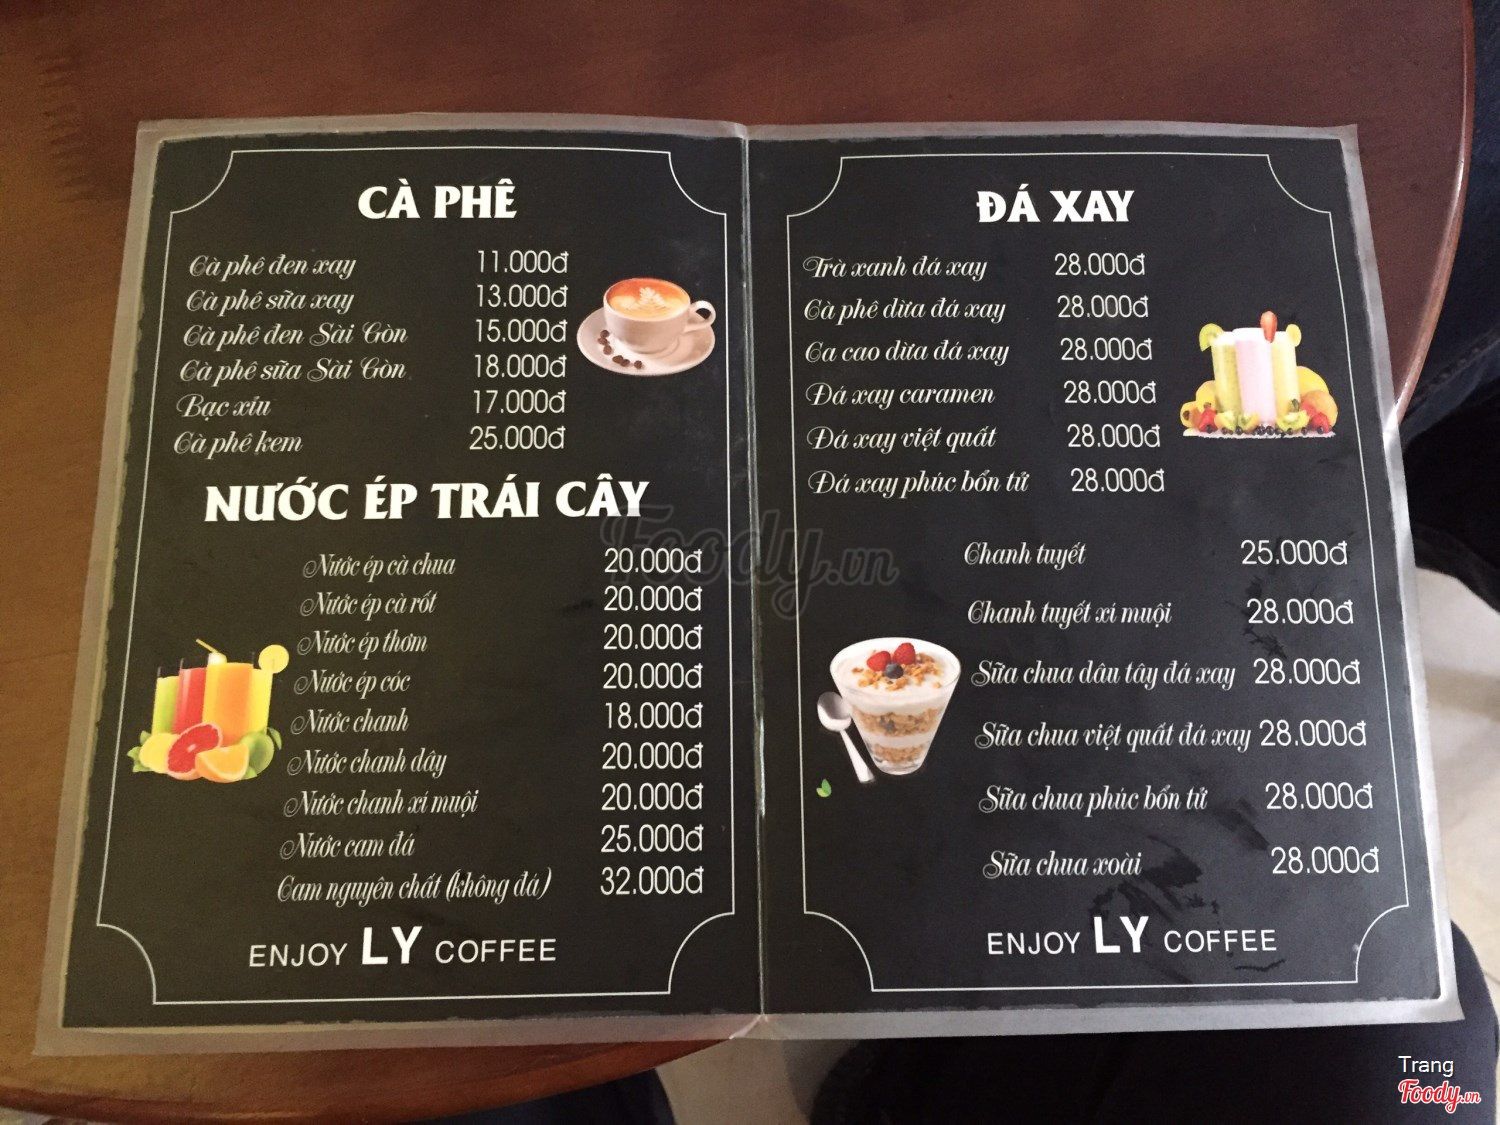 CÀ PHÊ
Cà phê đen xay 11.000đ
Cà phê sữa xay 13.000đ
Cà phê đen Sài Gòn 15.000đ
Cà phê sữa Sài Gòn 18.000đ
Bạc xỉu 17.000đ
Cà phê kem 25.000đ
NƯỚC ÉP TRÁI CÂY
Nước ép cà chua 20.000đ
Nước ép cà rốt 20.000đ
Nước ép thơm 20.000đ
Nước ép cóc 20.000đ
Nước chanh 18.000đ
Nước chanh dây 20.000đ
Nước chanh xí muội 20.000đ
Nước cam đá 25.000đ
Cam nguyên chất (không đá) 32.000đ
ENJOY LY COFFEE
ĐÁ XAY
Trà xanh đá xay 28.000đ
Cà phê dừa đá xay 28.000đ
Ca cao dừa đá xay 28.000đ
Đá xay caramen 28.000đ
Đá xay việt quất 28.000đ
Đá xay phúc bồn tử 28.000đ
Chanh tuyết 25.000đ
Chanh tuyết xí muội 28.000đ
Sữa chua dâu tây đá xay 28.000đ
Sữa chua việt quất đá xay 28.000đ
Sữa chua phúc bồn tử 28.000đ
Sữa chua xoài 28.000đ
ENJOY LY COFFEE
Foody.vn
Trang
Foody.vn